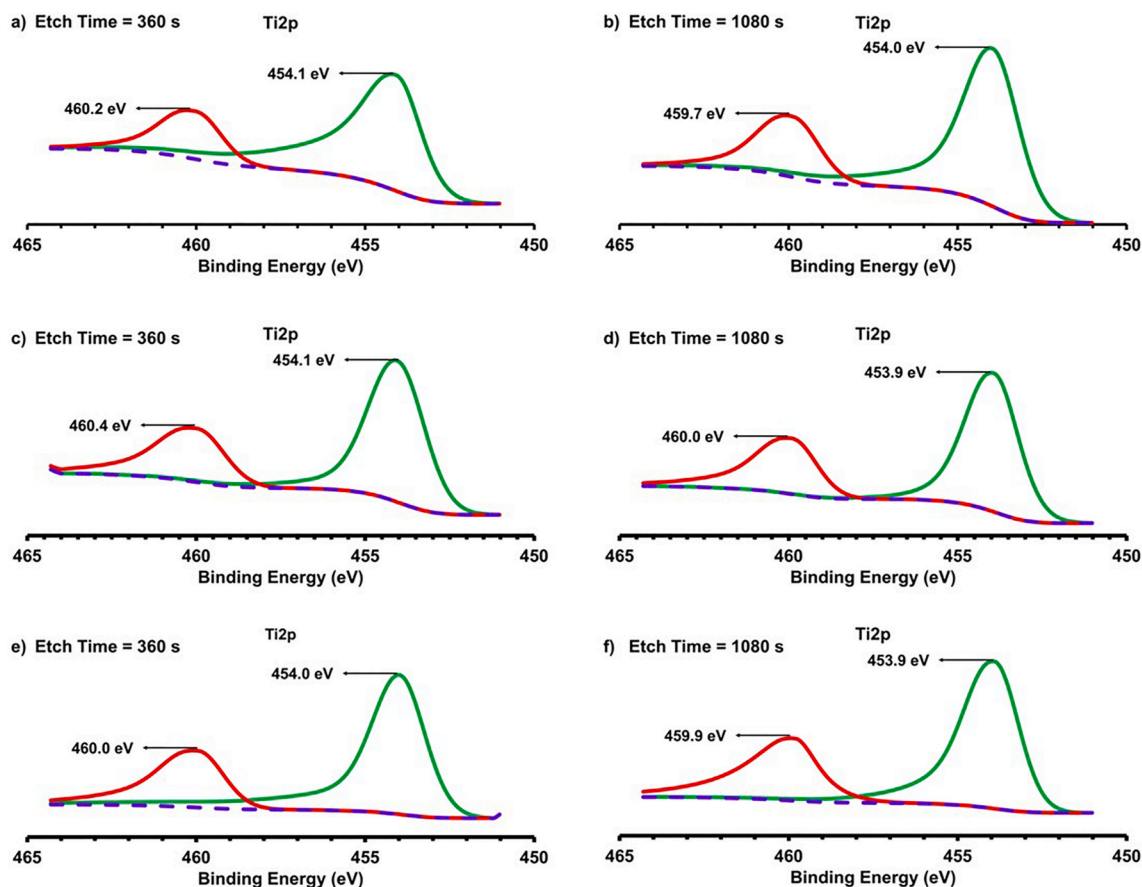 a) Etch Time = 360 s Ti2p
454.1 eV
460.2 eV
465 460 455 450
Binding Energy (eV)
b) Etch Time = 1080 s Ti2p
454.0 eV
459.7 eV
465 460 455 450
Binding Energy (eV)
c) Etch Time = 360 s Ti2p
454.1 eV
460.4 eV
465 460 455 450
Binding Energy (eV)
d) Etch Time = 1080 s Ti2p
453.9 eV
460.0 eV
465 460 455 450
Binding Energy (eV)
e) Etch Time = 360 s Ti2p
454.0 eV
460.0 eV
465 460 455 450
Binding Energy (eV)
f) Etch Time = 1080 s Ti2p
453.9 eV
459.9 eV
465 460 455 450
Binding Energy (eV)